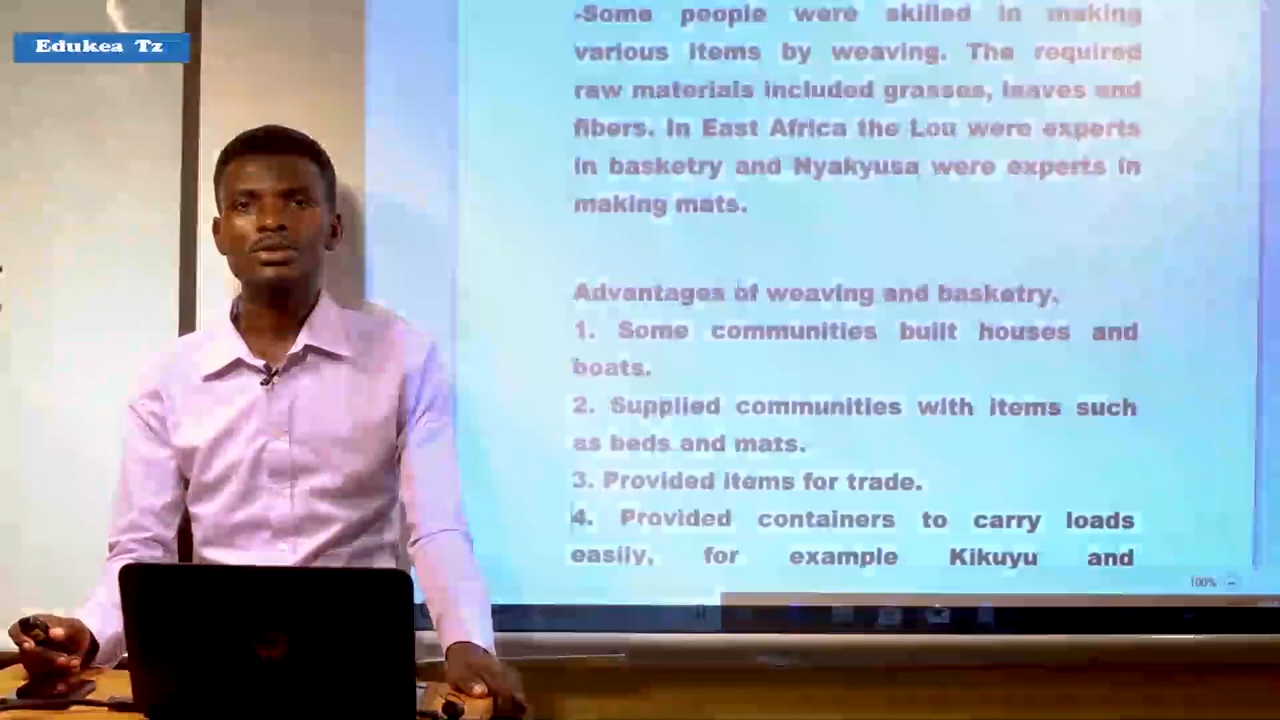 Edukea Tz
-Some people were skilled in making
various items by weaving. The required
raw materials included grasses, leaves and
fibers. In East Africa the Lou were experts
in basketry and Nyakyusa were experts in
making mats.
Advantages of weaving and basketry.
1. Some communities built houses and
boats.
2. Supplied communities with items such
as beds and mats.
3. Provided items for trade.
4. Provided containers to carry loads
easily, for example Kikuyu and
100%